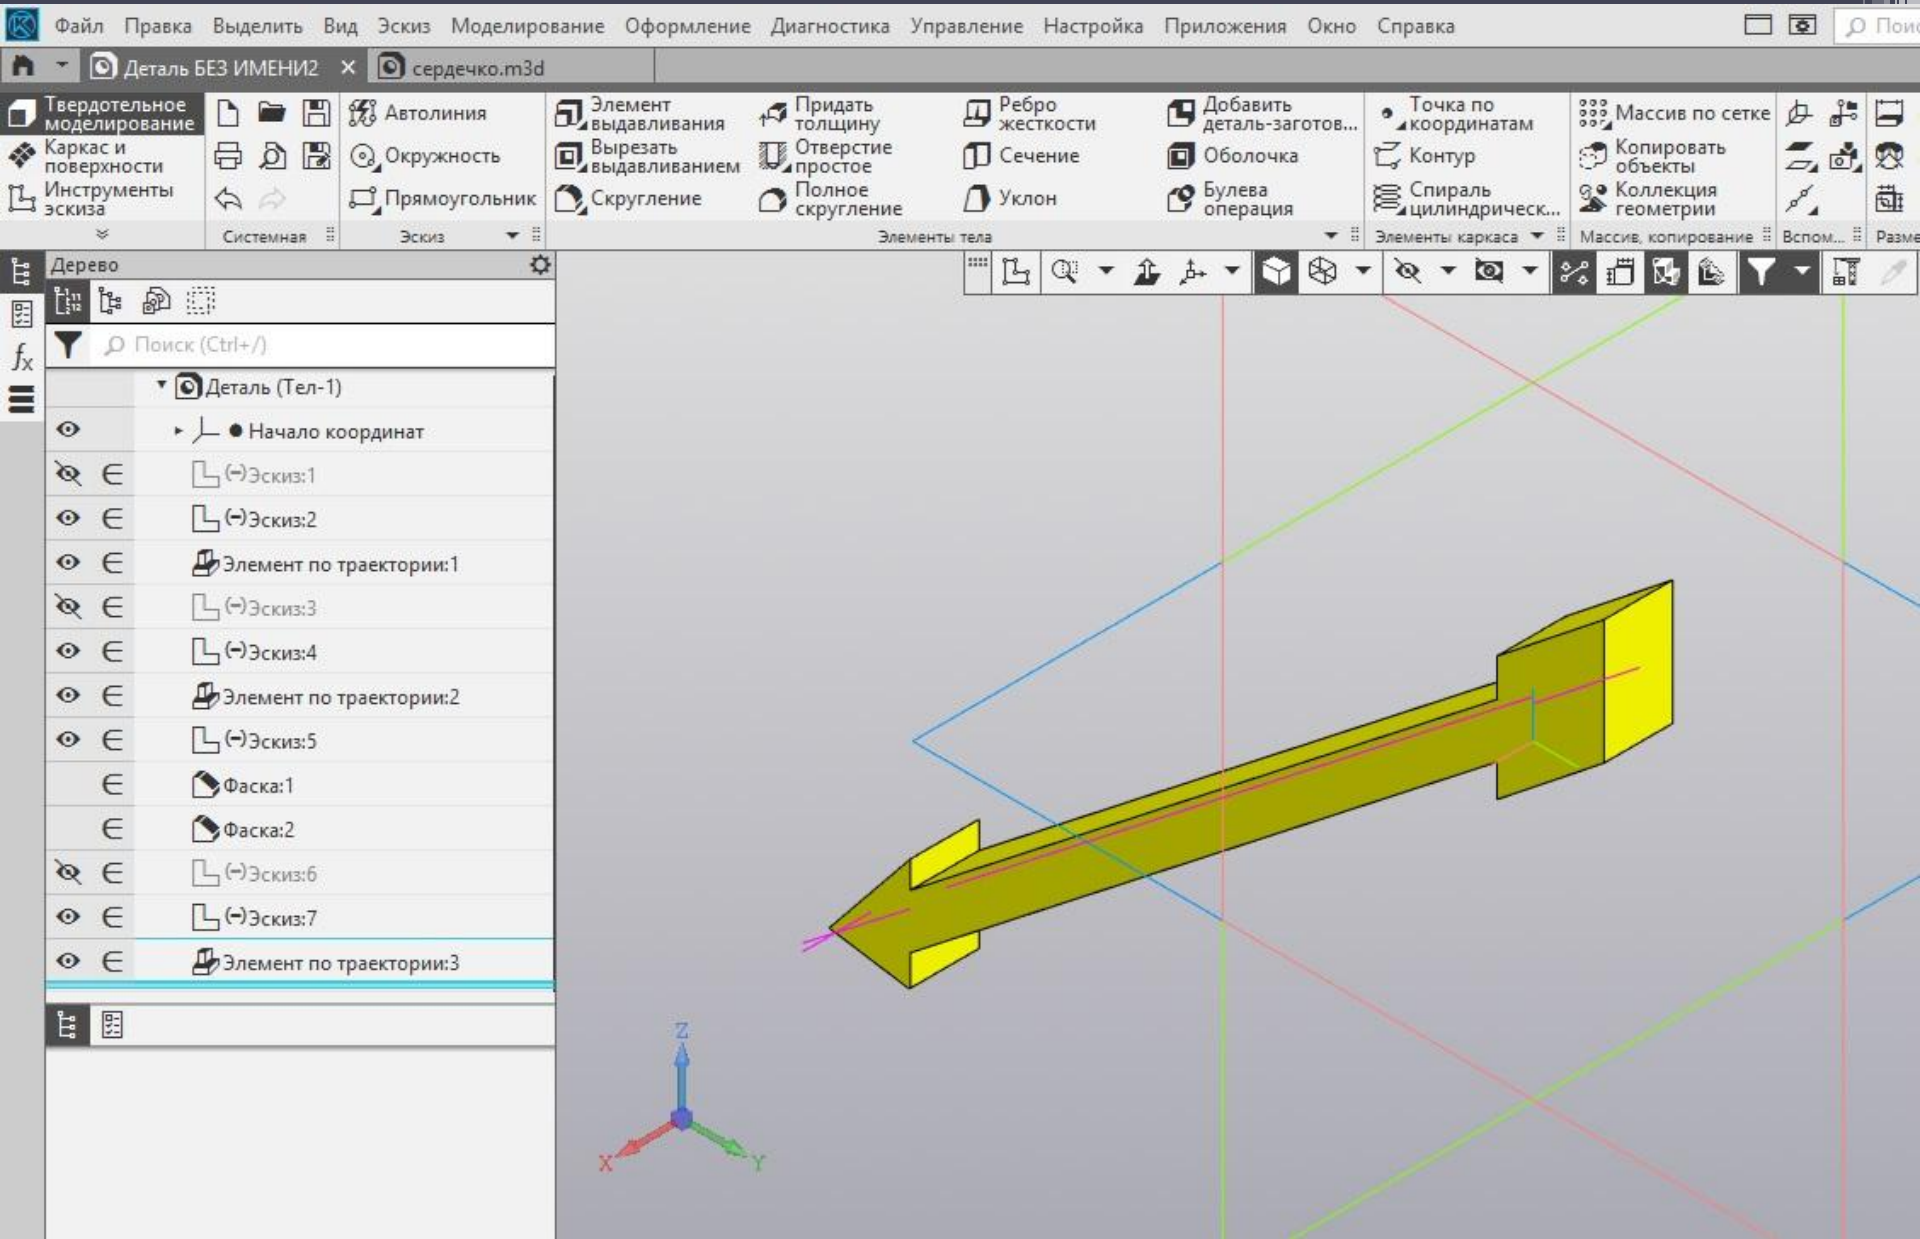 Файл Правка Выделить Вид Эскиз Моделирование Оформление Диагностика Управление Настройка Приложения Окно Справка
Деталь БЕЗ ИМЕНИ2
сердечко.m3d
Твердотельное
моделирование
Каркас и
поверхности
Инструменты
эскиза
Системная
Автолиния
Окружность
Прямоугольник
Эскиз
Элемент
выдавливания
Вырезать
выдавливанием
Скругление
Придать
толщину
Отверстие
простое
Полное
скругление
Ребро
жесткости
Сечение
Уклон
Добавить
деталь-заготов...
Оболочка
Булева
операция
Элементы тела
Точка по
координатам
Контур
Спираль
цилиндрическ...
Элементы каркаса
Массив по сетке
Копировать
объекты
Коллекция
геометрии
Массив, копирование
Вспом...
Дерево
Поиск (Ctrl+/)
Деталь (Тел-1)
Начало координат
(-)Эскиз:1
(-)Эскиз:2
Элемент по траектории:1
(-)Эскиз:3
(-)Эскиз:4
Элемент по траектории:2
(-)Эскиз:5
Фаска:1
Фаска:2
(-)Эскиз:6
(-)Эскиз:7
Элемент по траектории:3
Z
X
Y